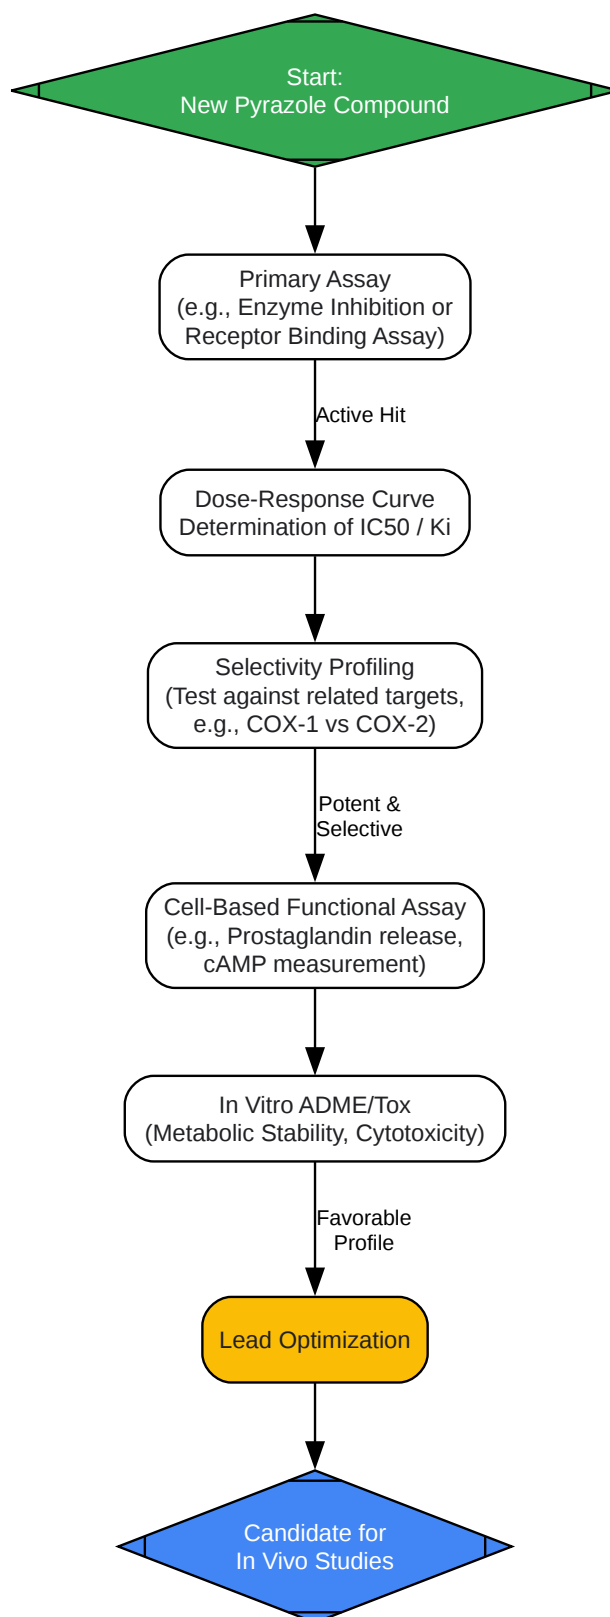 Start:
New Pyrazole Compound
Primary Assay
(e.g., Enzyme Inhibition or
Receptor Binding Assay)
Active Hit
Dose-Response Curve
Determination of IC50 / Ki
Selectivity Profiling
(Test against related targets,
e.g., COX-1 vs COX-2)
Potent &
Selective
Cell-Based Functional Assay
(e.g., Prostaglandin release,
cAMP measurement)
In Vitro ADME/Tox
(Metabolic Stability, Cytotoxicity)
Favorable
Profile
Lead Optimization
Candidate for
In Vivo Studies